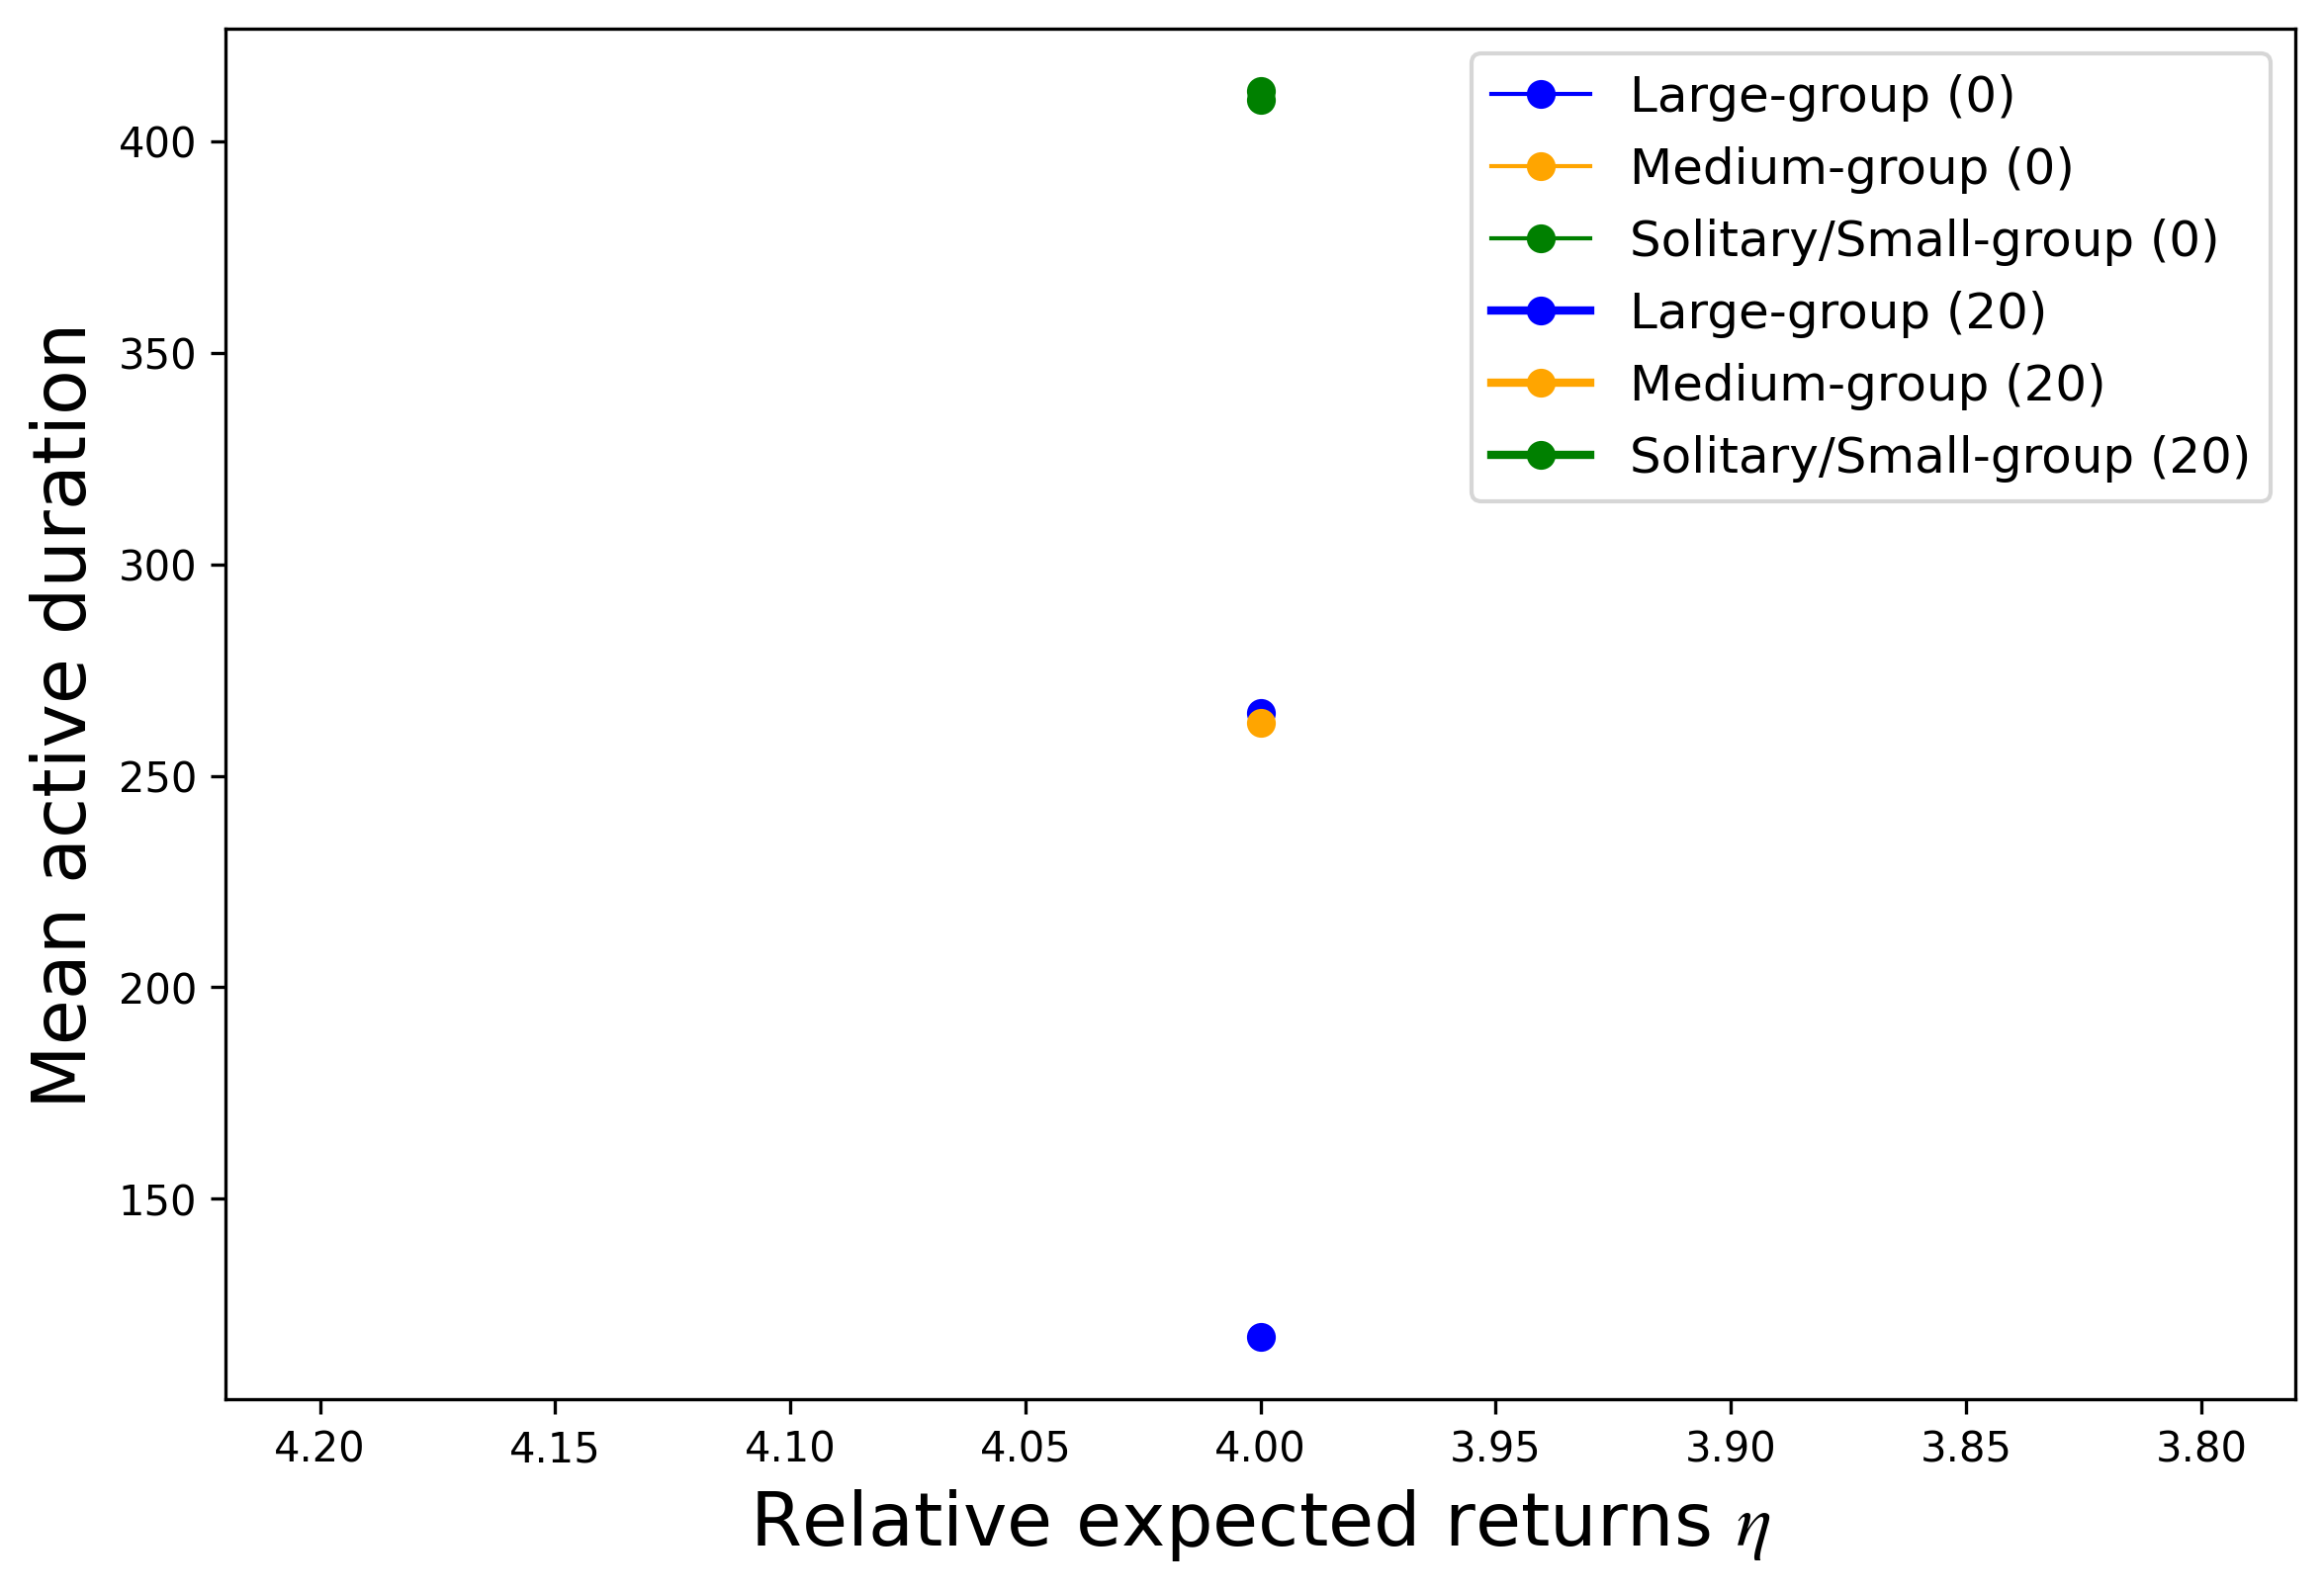 Large-group (0)
Medium-group (0)
Solitary/Small-group (0)
Large-group (20)
Medium-group (20)
Solitary/Small-group (20)
Mean active duration
400
350
300
250
200
150
4.20 4.15 4.10 4.05 4.00 3.95 3.90 3.85 3.80
Relative expected returns η